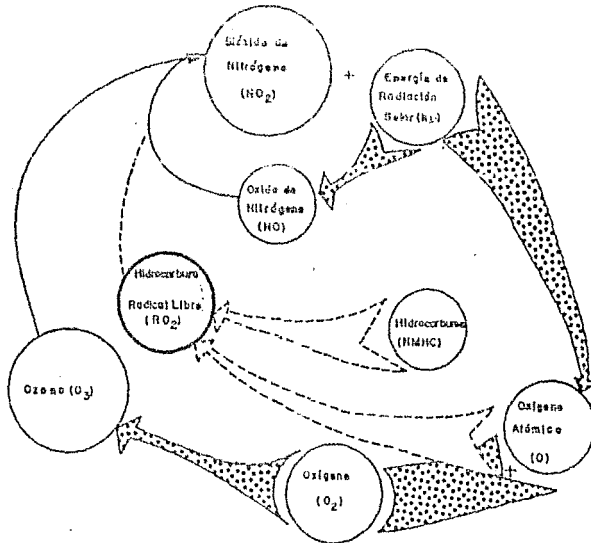 Bióxido de
Nitrógeno
(NO₂)
+
Energía de
Radiación
Solar (hν)
Oxido de
Nitrógeno
(NO)
Hidrocarburo
Radical Libre
(RO₂)
Hidrocarburos
(NMHC)
Ozono (O₃)
Oxígeno
Atómico
(O)
+
Oxígeno
(O₂)